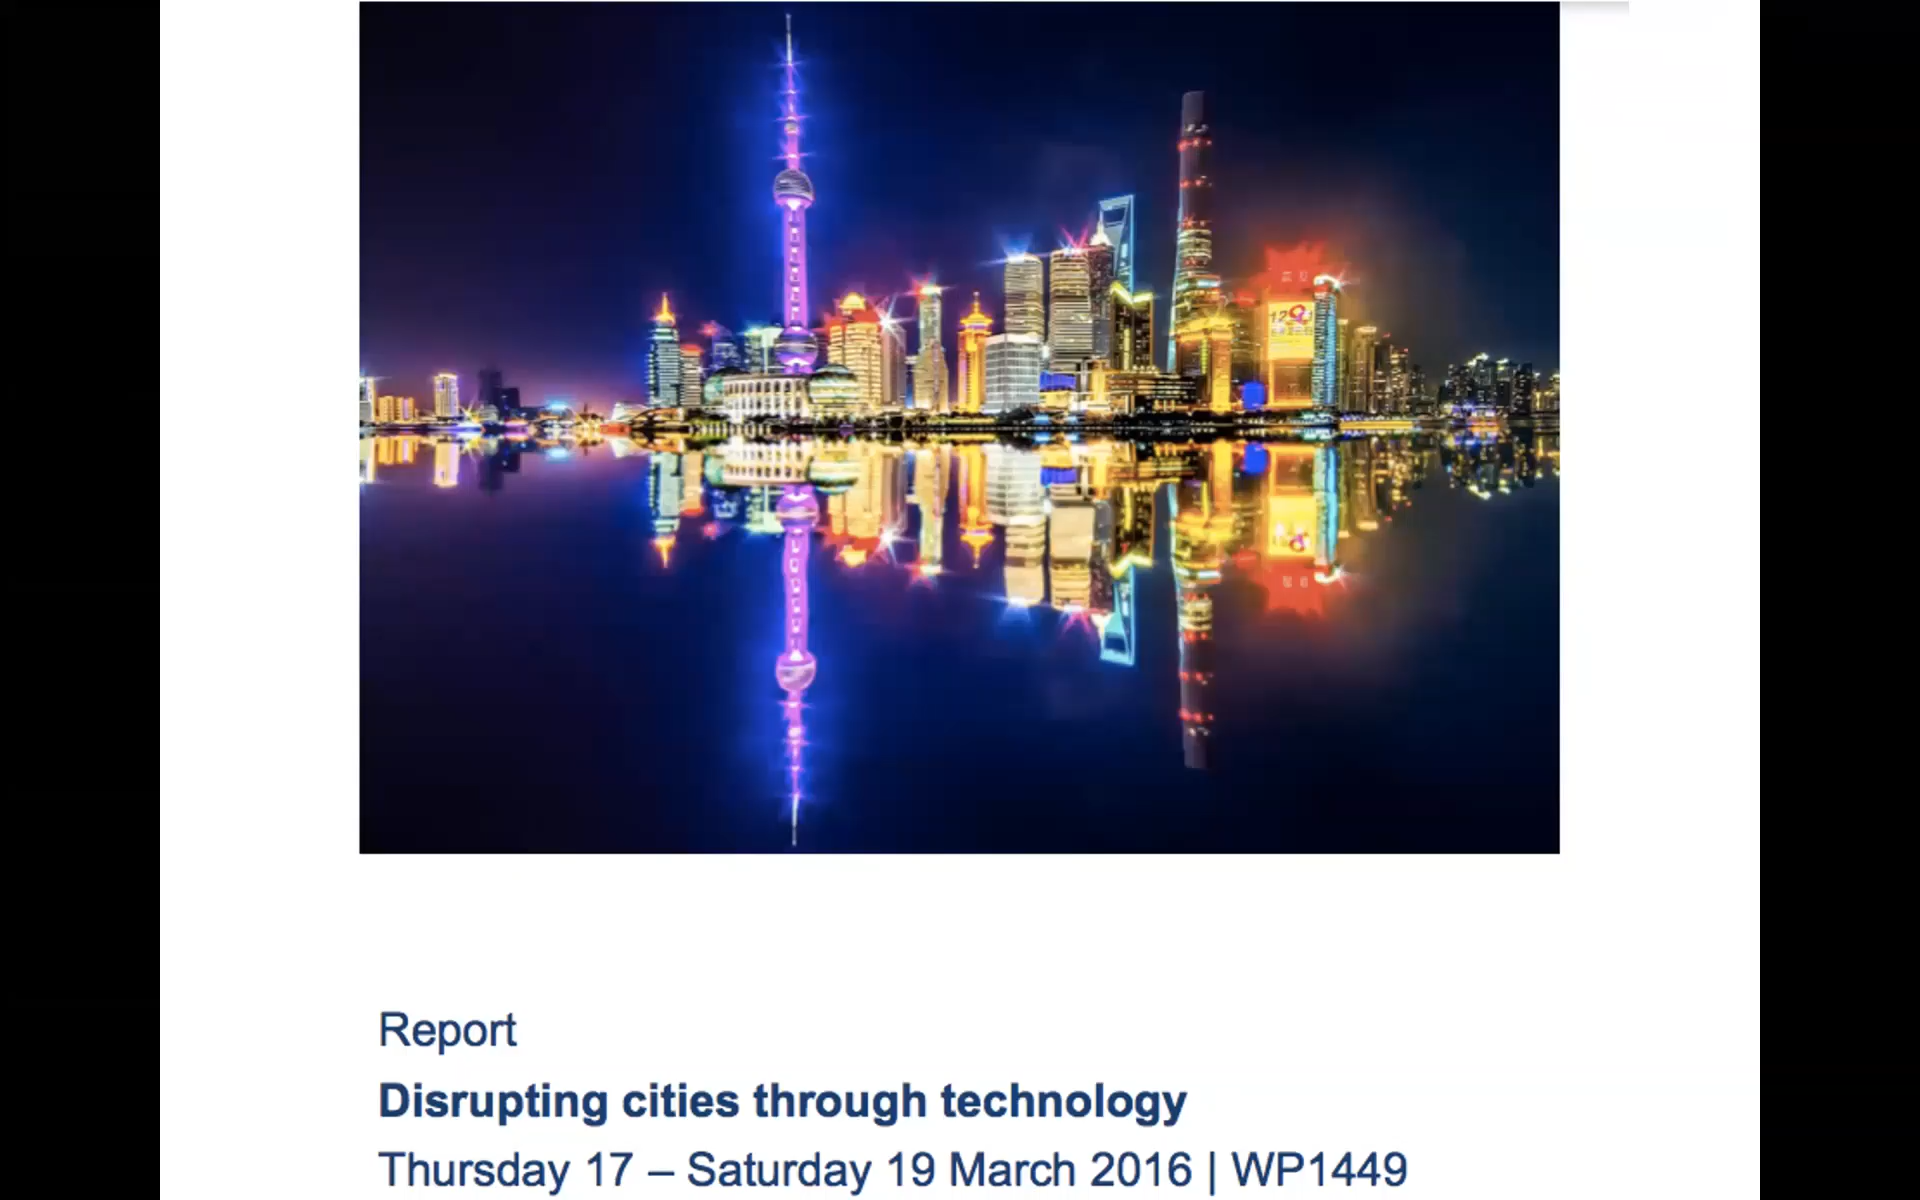 Report
Disrupting cities through technology
Thursday 17 – Saturday 19 March 2016 | WP1449